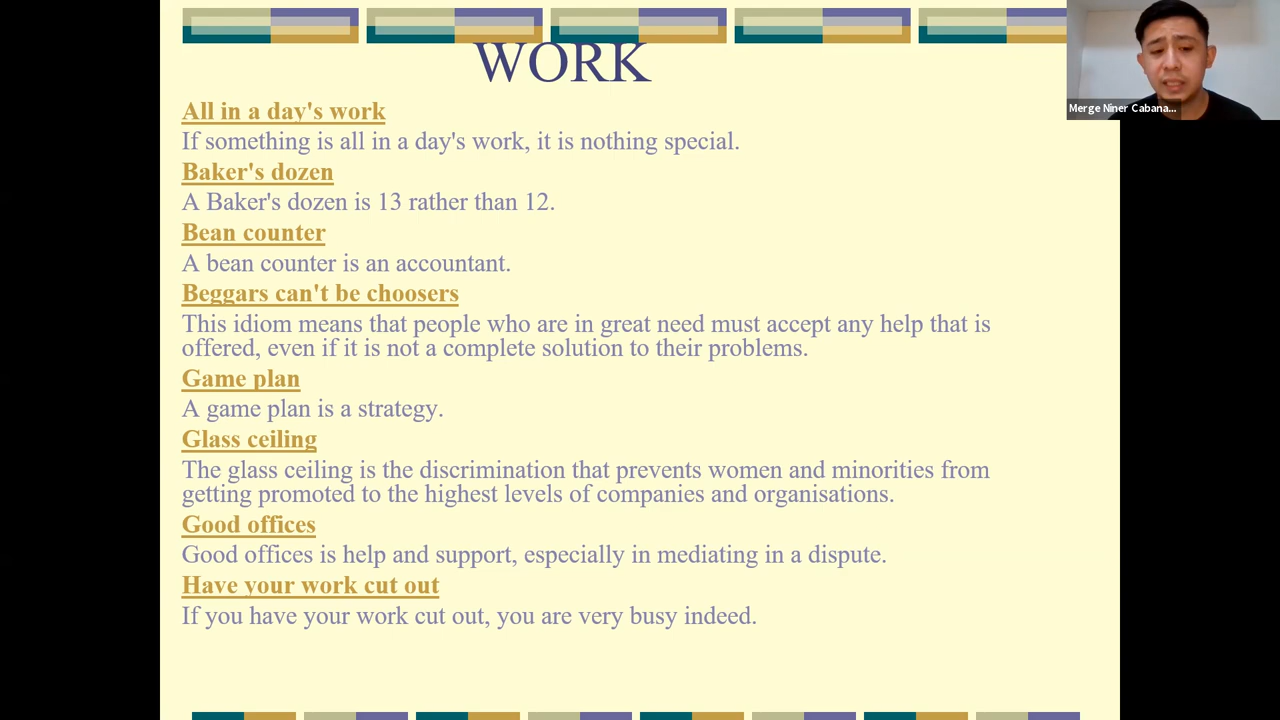 WORK
Merge Niner Cabana...
All in a day's work
If something is all in a day's work, it is nothing special.
Baker's dozen
A Baker's dozen is 13 rather than 12.
Bean counter
A bean counter is an accountant.
Beggars can't be choosers
This idiom means that people who are in great need must accept any help that is
offered, even if it is not a complete solution to their problems.
Game plan
A game plan is a strategy.
Glass ceiling
The glass ceiling is the discrimination that prevents women and minorities from
getting promoted to the highest levels of companies and organisations.
Good offices
Good offices is help and support, especially in mediating in a dispute.
Have your work cut out
If you have your work cut out, you are very busy indeed.